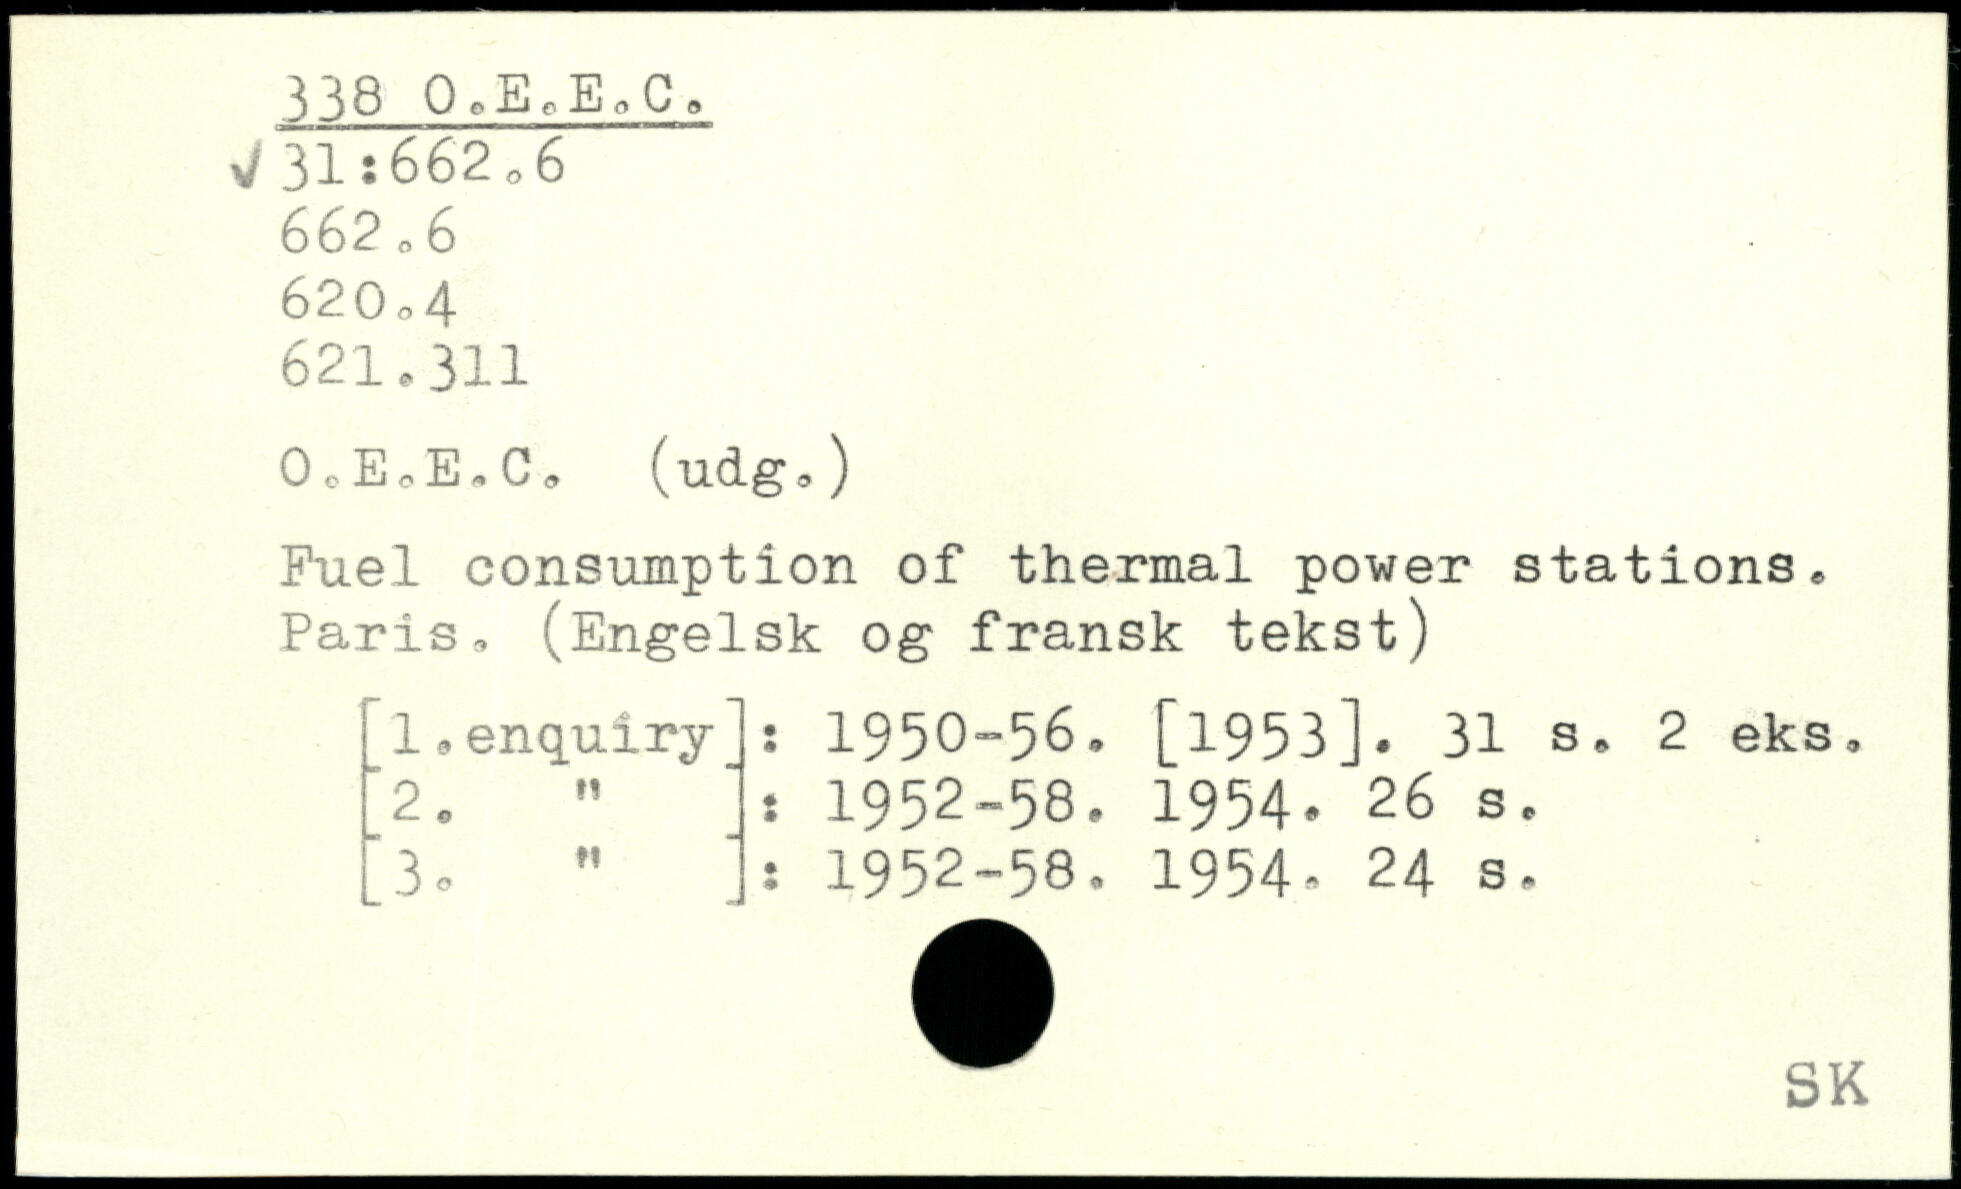 338 O.E.E.C.
✓ 31:662.6
662.6
620.4
621.311
O.E.E.C. (udg.)
Fuel consumption of thermal power stations.
Paris. (Engelsk og fransk tekst)
[1.enquiry]: 1950-56. [1953]. 31 s. 2 eks.
[2. " ]: 1952-58. 1954. 26 s.
[3. " ]: 1952-58. 1954. 24 s.
SK